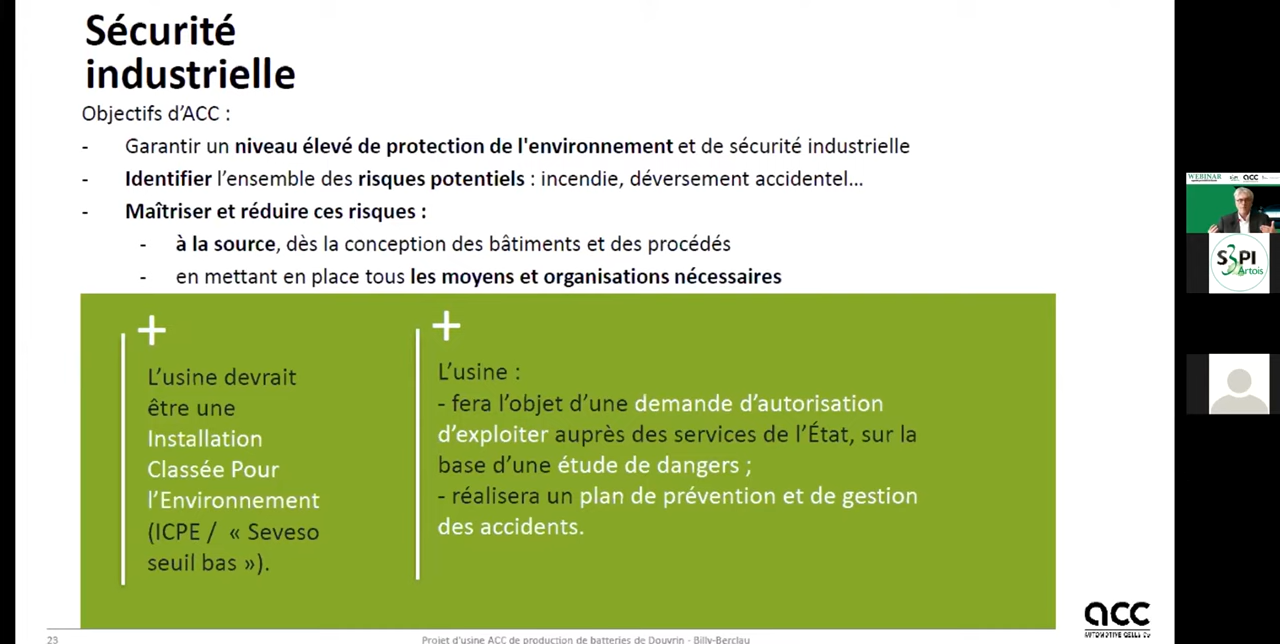 Sécurité
industrielle
Objectifs d'ACC :
- Garantir un niveau élevé de protection de l'environnement et de sécurité industrielle
- Identifier l'ensemble des risques potentiels : incendie, déversement accidentel...
- Maîtriser et réduire ces risques :
- à la source, dès la conception des bâtiments et des procédés
- en mettant en place tous les moyens et organisations nécessaires
+
L'usine devrait
être une
Installation
Classée Pour
l'Environnement
(ICPE / « Seveso
seuil bas »).
+
L'usine :
- fera l'objet d'une demande d'autorisation
d'exploiter auprès des services de l'État, sur la
base d'une étude de dangers ;
- réalisera un plan de prévention et de gestion
des accidents.
23
Projet d'usine ACC de production de batteries de Douvrin - Billy-Berclau
acc
AUTOMOTIVE CELLS CO
WEBINAR
acc
S3PI
Artois